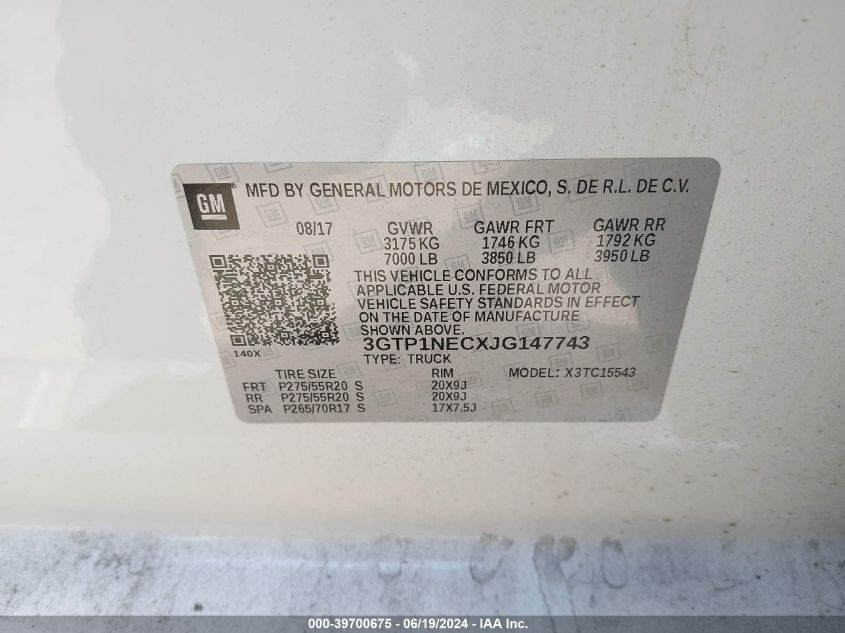 GM
MFD BY GENERAL MOTORS DE MEXICO, S. DE R.L. DE C.V.
08/17 GVWR GAWR FRT GAWR RR
3175 KG 1746 KG 1792 KG
7000 LB 3850 LB 3950 LB
THIS VEHICLE CONFORMS TO ALL
APPLICABLE U.S. FEDERAL MOTOR
VEHICLE SAFETY STANDARDS IN EFFECT
ON THE DATE OF MANUFACTURE
SHOWN ABOVE.
140X
3GTP1NECXJG147743
TYPE: TRUCK
TIRE SIZE RIM MODEL: X3TC15543
FRT P275/55R20 S 20X9J
RR P275/55R20 S 20X9J
SPA P265/70R17 S 17X7.5J
000-39700675 - 06/19/2024 - IAA Inc.